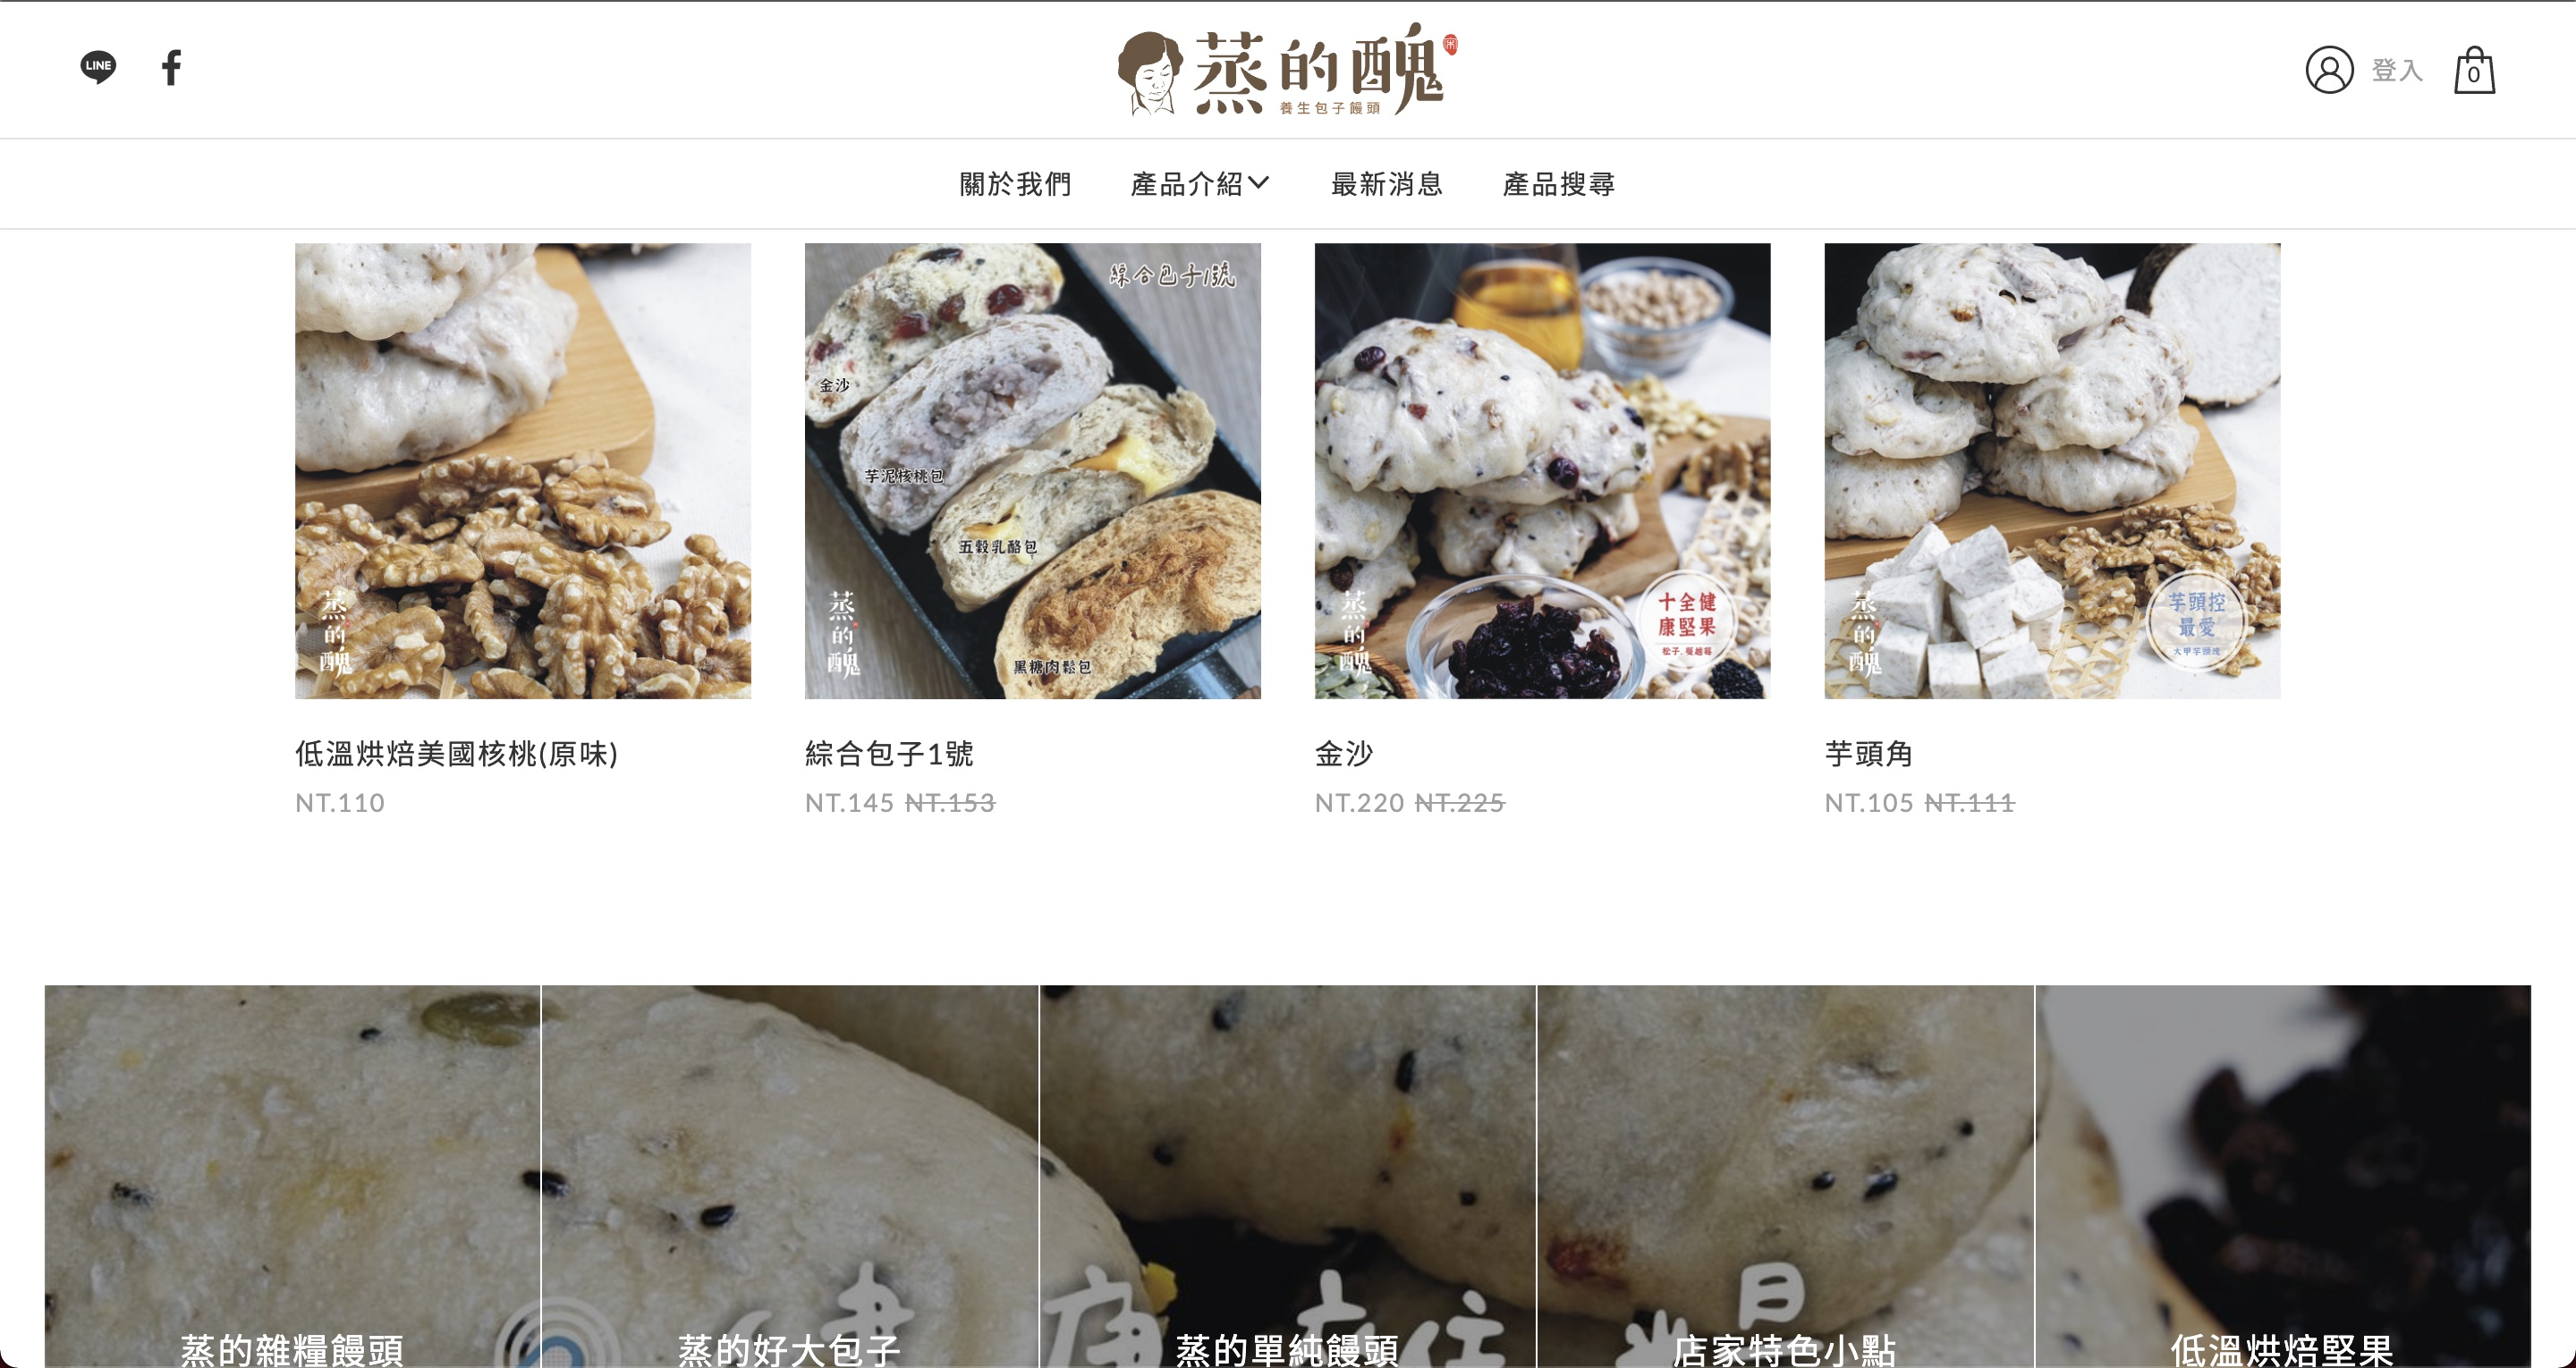 LINE
蒸的醜
養生包子饅頭
登入
0
關於我們
產品介紹
最新消息
產品搜尋
蒸的醜
綜合包子1號
金沙
芋泥核桃包
五穀乳酪包
黑糖肉鬆包
蒸的醜
十全健
康堅果
松子.蔓越莓
蒸的醜
芋頭控
最愛
大甲芋頭塊
蒸的醜
低溫烘焙美國核桃(原味)
NT.110
綜合包子1號
NT.145 NT.153
金沙
NT.220 NT.225
芋頭角
NT.105 NT.111
蒸的雜糧饅頭
蒸的好大包子
蒸的單純饅頭
店家特色小點
低溫烘焙堅果